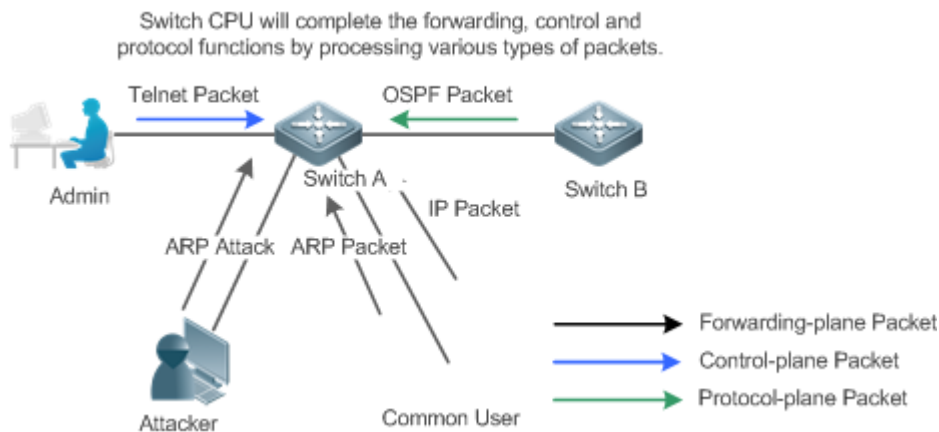 Switch CPU will complete the forwarding, control and
protocol functions by processing various types of packets.
Telnet Packet
OSPF Packet
Admin
Switch A
Switch B
IP Packet
ARP Attack
ARP Packet
Forwarding-plane Packet
Control-plane Packet
Protocol-plane Packet
Attacker
Common User